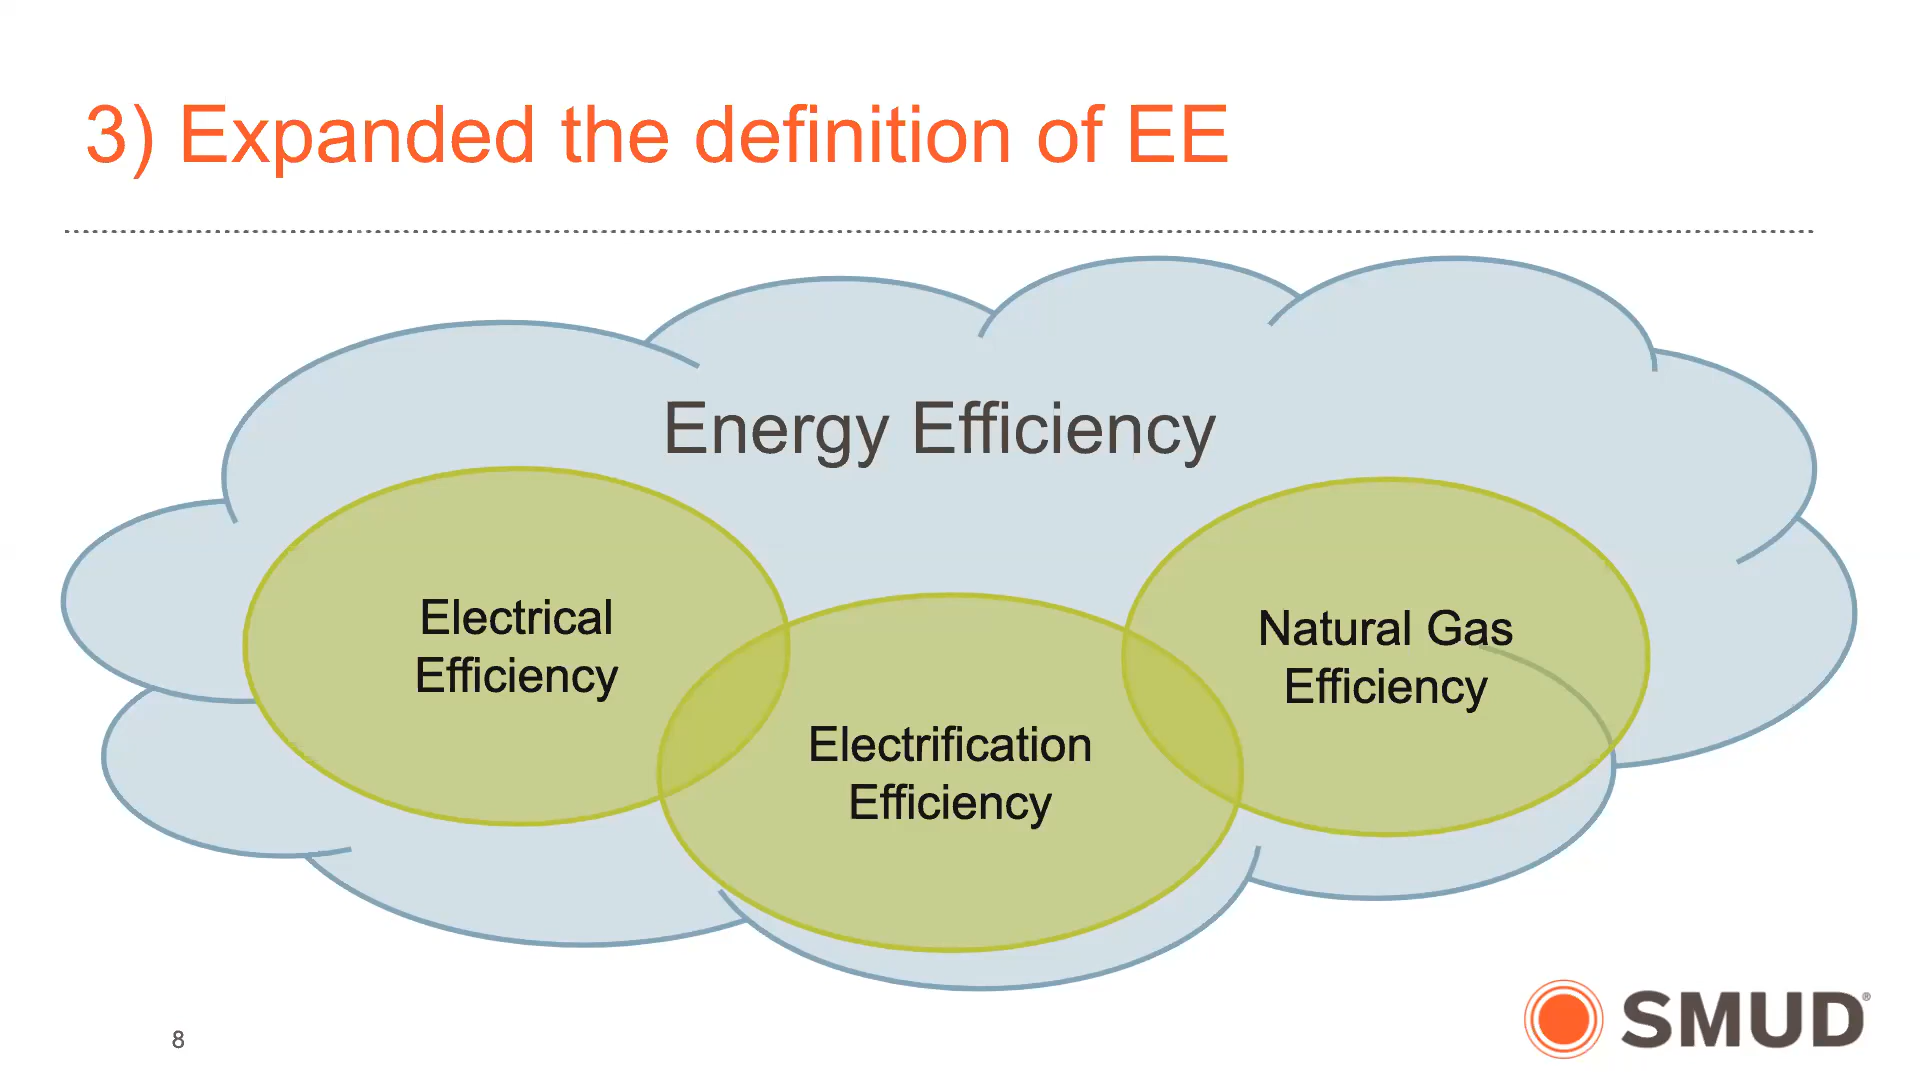 3) Expanded the definition of EE
Energy Efficiency
Electrical
Efficiency
Electrification
Efficiency
Natural Gas
Efficiency
8
SMUD®